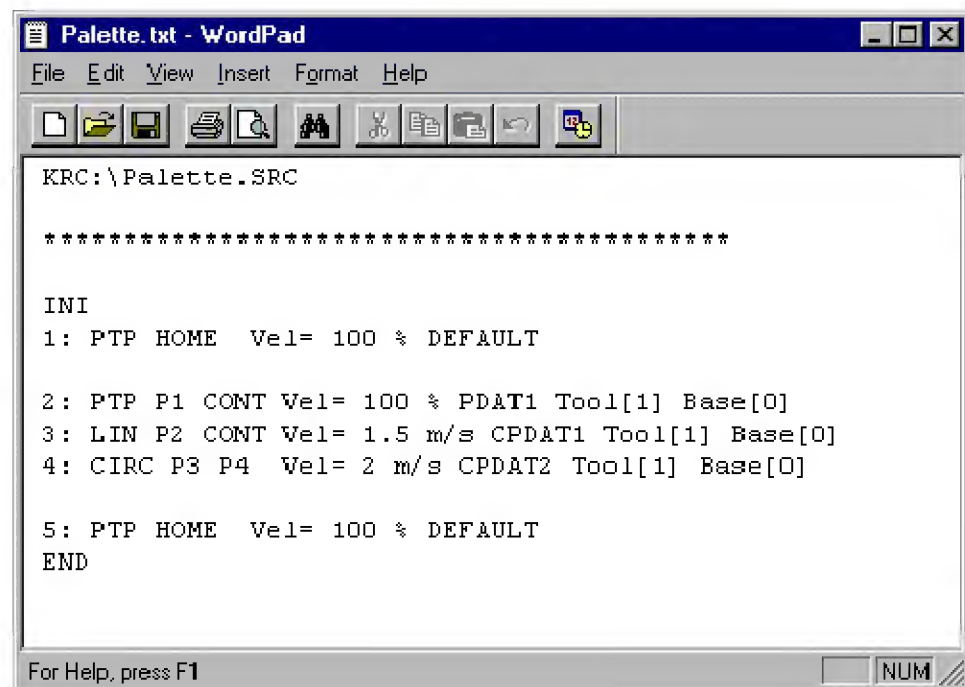 Palette.txt - WordPad
File Edit View Insert Format Help
KRC:\Palette.SRC
******************************************
INI
1: PTP HOME  Vel= 100 % DEFAULT
2: PTP P1 CONT Vel= 100 % PDAT1 Tool[1] Base[0]
3: LIN P2 CONT Vel= 1.5 m/s CPDAT1 Tool[1] Base[0]
4: CIRC P3 P4  Vel= 2 m/s CPDAT2 Tool[1] Base[0]
5: PTP HOME  Vel= 100 % DEFAULT
END
For Help, press F1 NUM